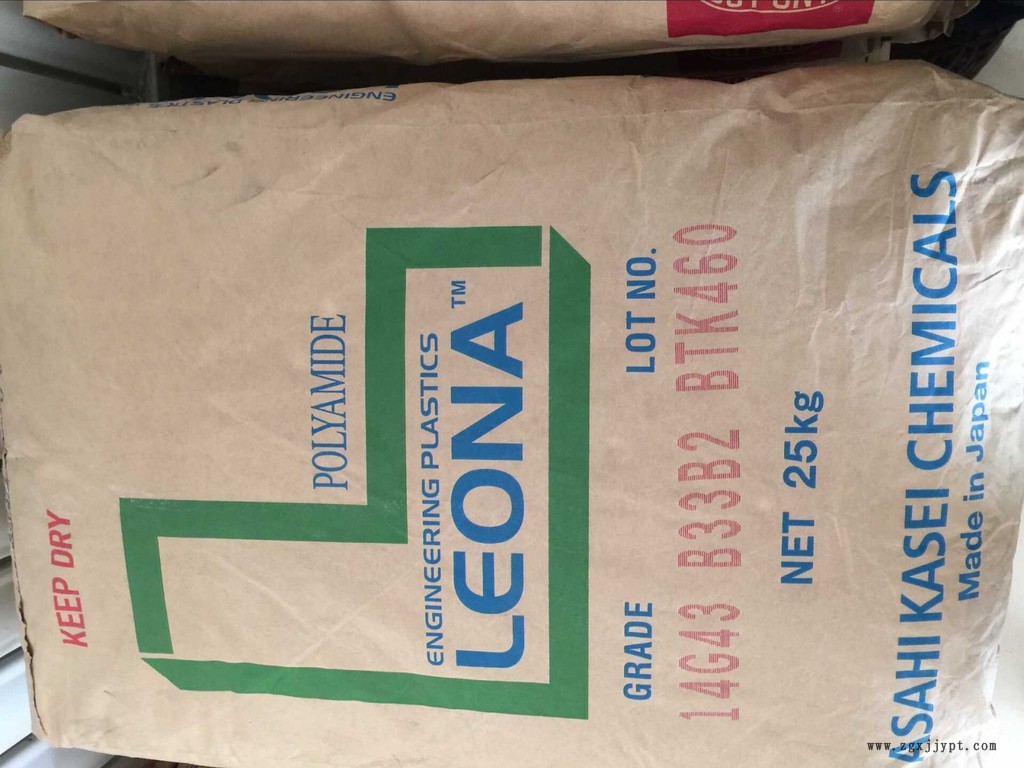 KEEP DRY
POLYAMIDE
ENGINEERING PLASTICS
LEONA™
GRADE LOT NO.
14G43 B33B2 BTK460
NET 25kg
ASAHI KASEI CHEMICALS
Made in Japan
ENGINEERING PLASTICS
www.zgxjjypt.com